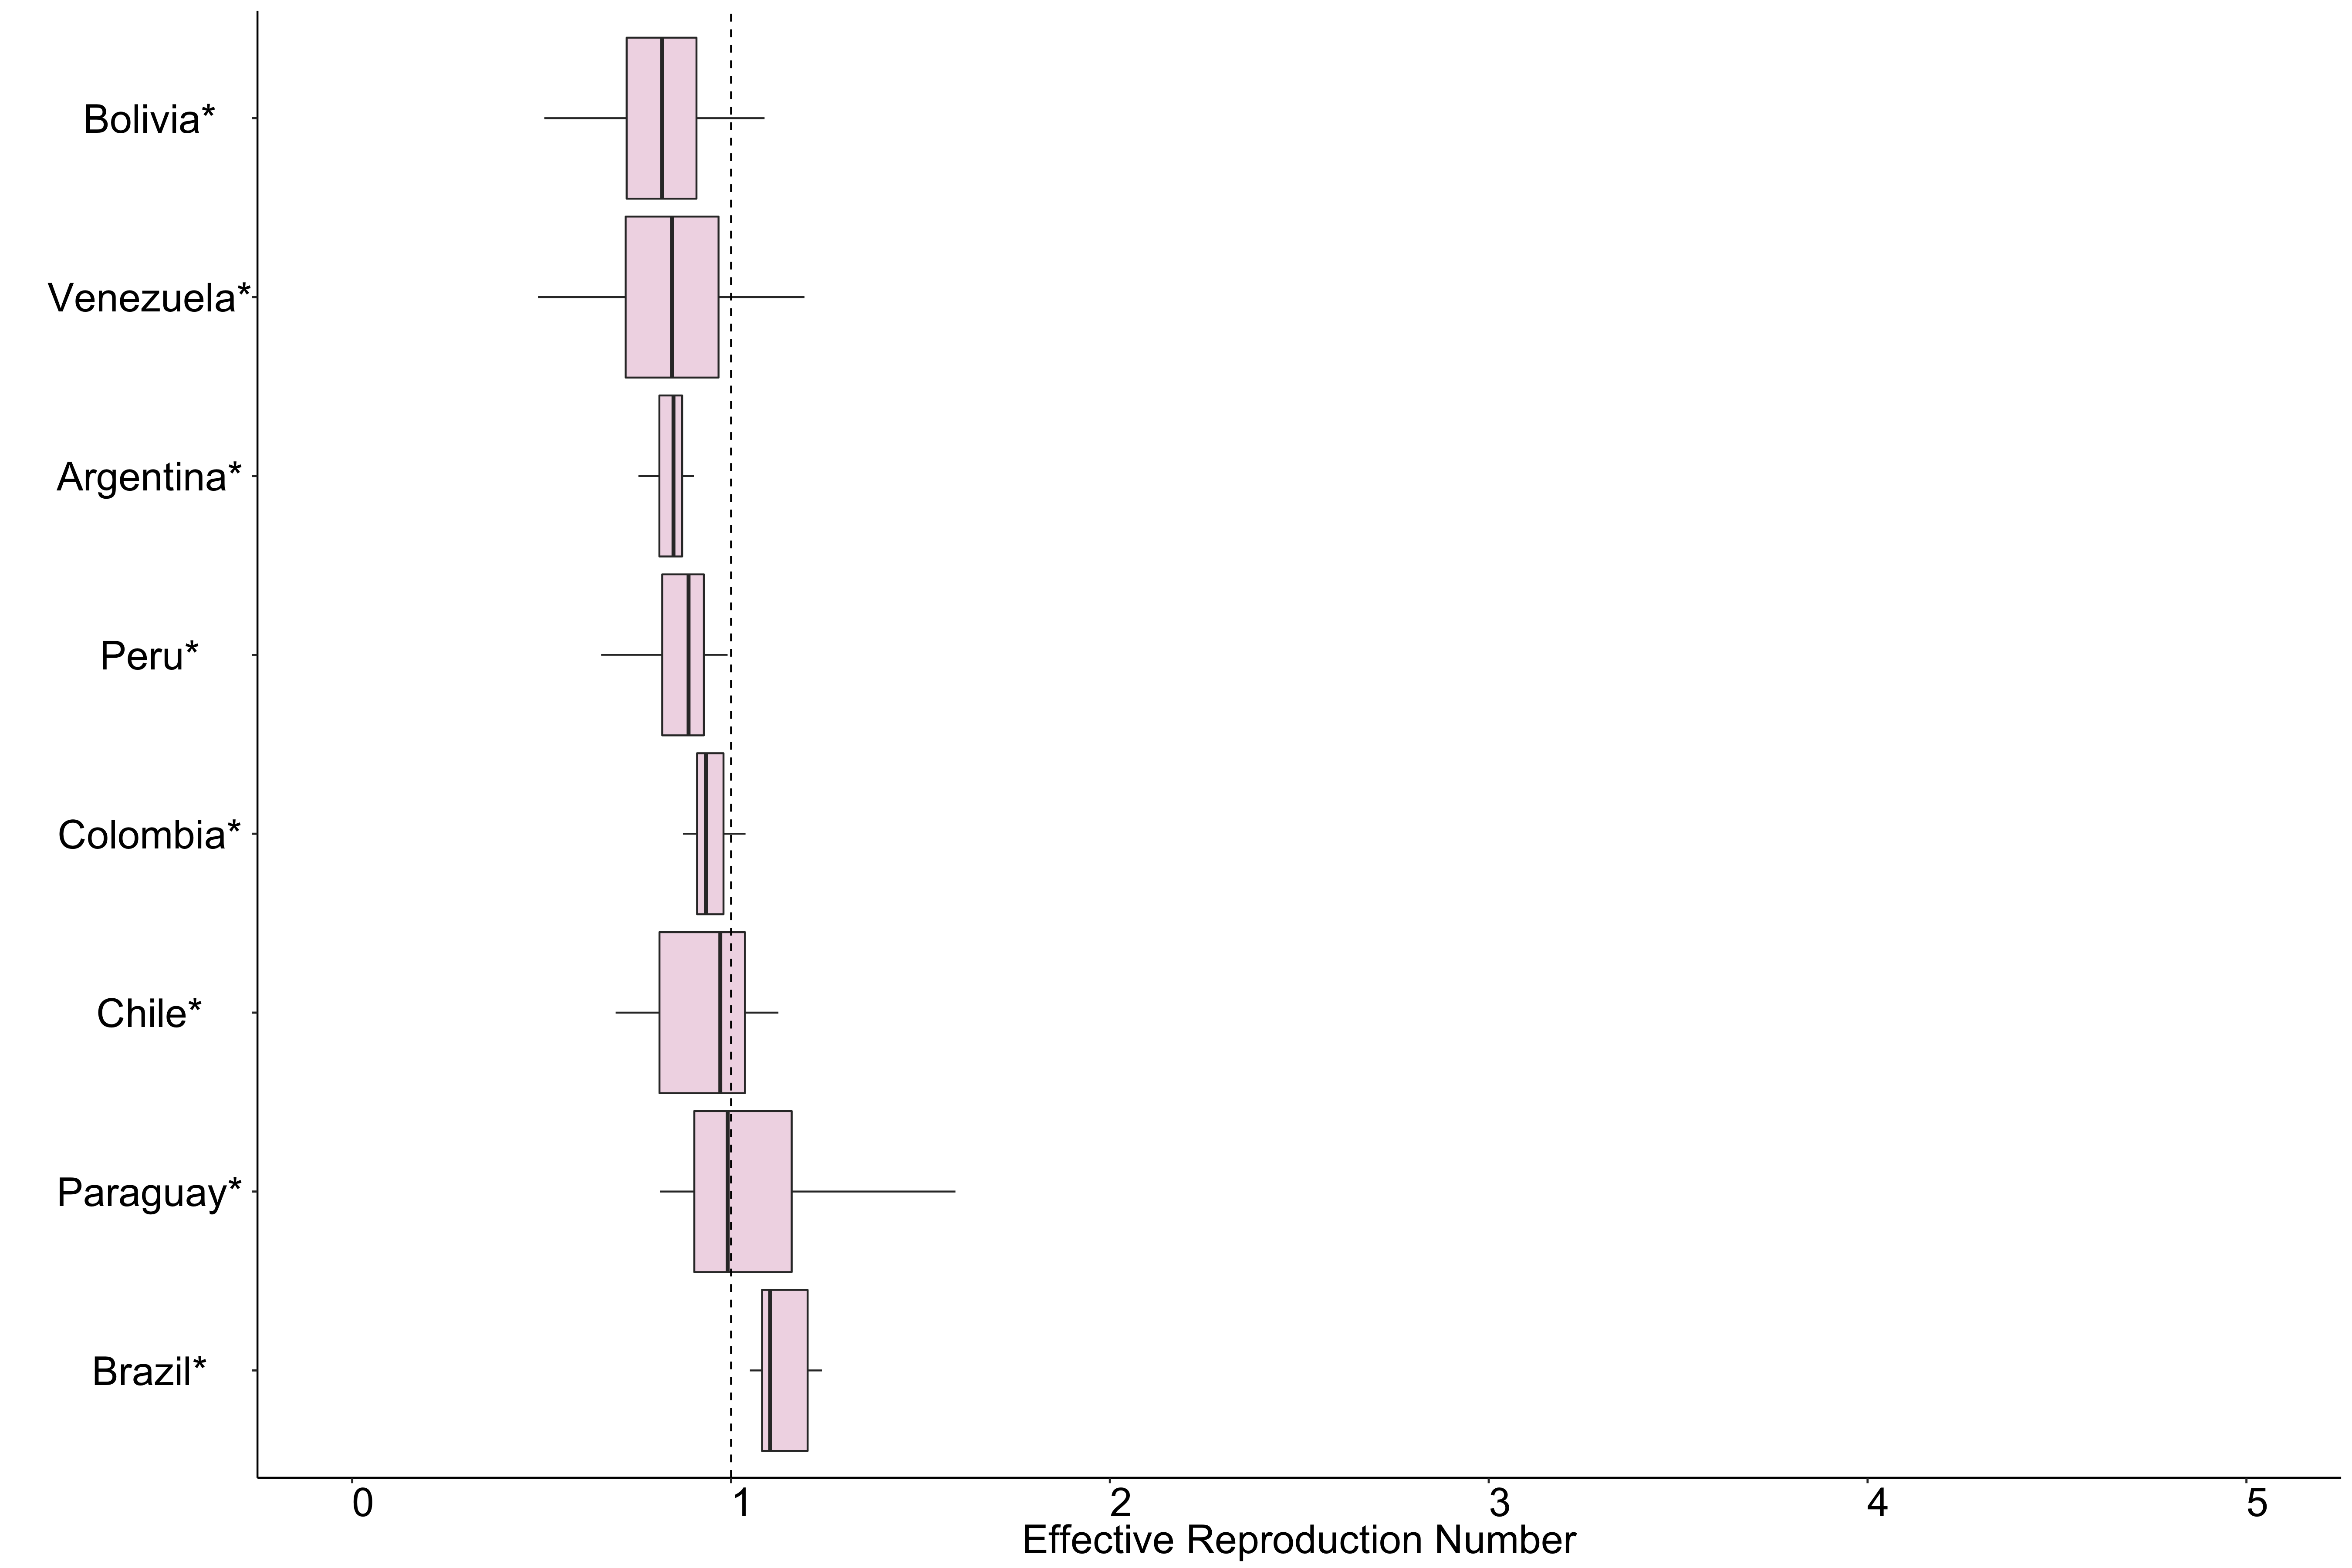 Bolivia*
Venezuela*
Argentina*
Peru*
Colombia*
Chile*
Paraguay*
Brazil*
0 1 2 3 4 5
Effective Reproduction Number